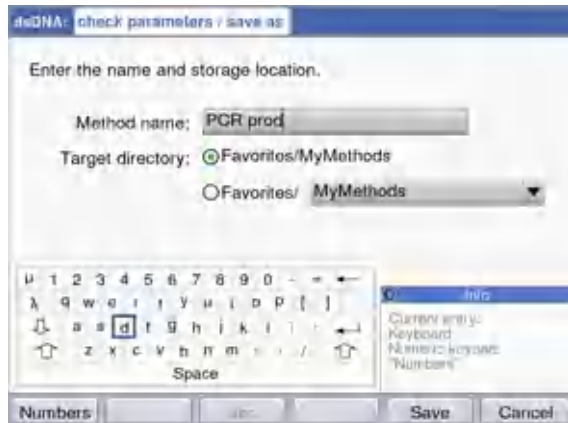 dsDNA: check parameters / save as
Enter the name and storage location.
Method name: PCR prod
Target directory: Favorites/MyMethods
Favorites/ MyMethods
µ 1 2 3 4 5 6 7 8 9 0 - = ←
λ q w e r t y u i o p [ ]
a s d f g h j k l ; '
z x c v b n m , . /
Space
Info
Current entry:
Keyboard
Numeric keypad:
"Numbers"
Numbers
abc
Save Cancel